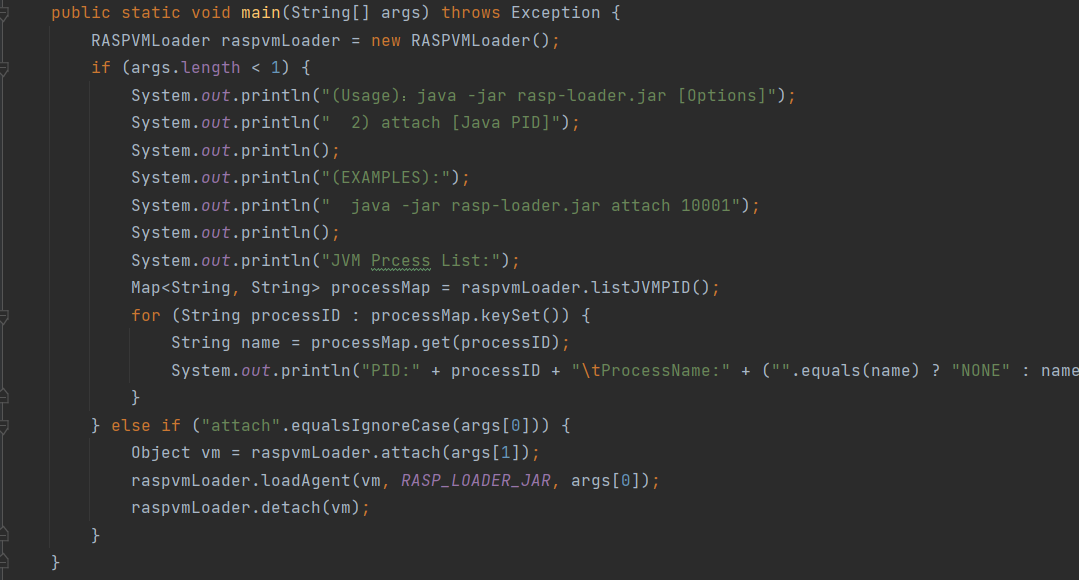 public static void main(String[] args) throws Exception {
    RASPVMLoader raspvmLoader = new RASPVMLoader();
    if (args.length < 1) {
        System.out.println("(Usage)：java -jar rasp-loader.jar [Options]");
        System.out.println("  2) attach [Java PID]");
        System.out.println();
        System.out.println("(EXAMPLES):");
        System.out.println("  java -jar rasp-loader.jar attach 10001");
        System.out.println();
        System.out.println("JVM Prcess List:");
        Map<String, String> processMap = raspvmLoader.listJVMPID();
        for (String processID : processMap.keySet()) {
            String name = processMap.get(processID);
            System.out.println("PID:" + processID + "\tProcessName:" + ("".equals(name) ? "NONE" : name
        }
    } else if ("attach".equalsIgnoreCase(args[0])) {
        Object vm = raspvmLoader.attach(args[1]);
        raspvmLoader.loadAgent(vm, RASP_LOADER_JAR, args[0]);
        raspvmLoader.detach(vm);
    }
}